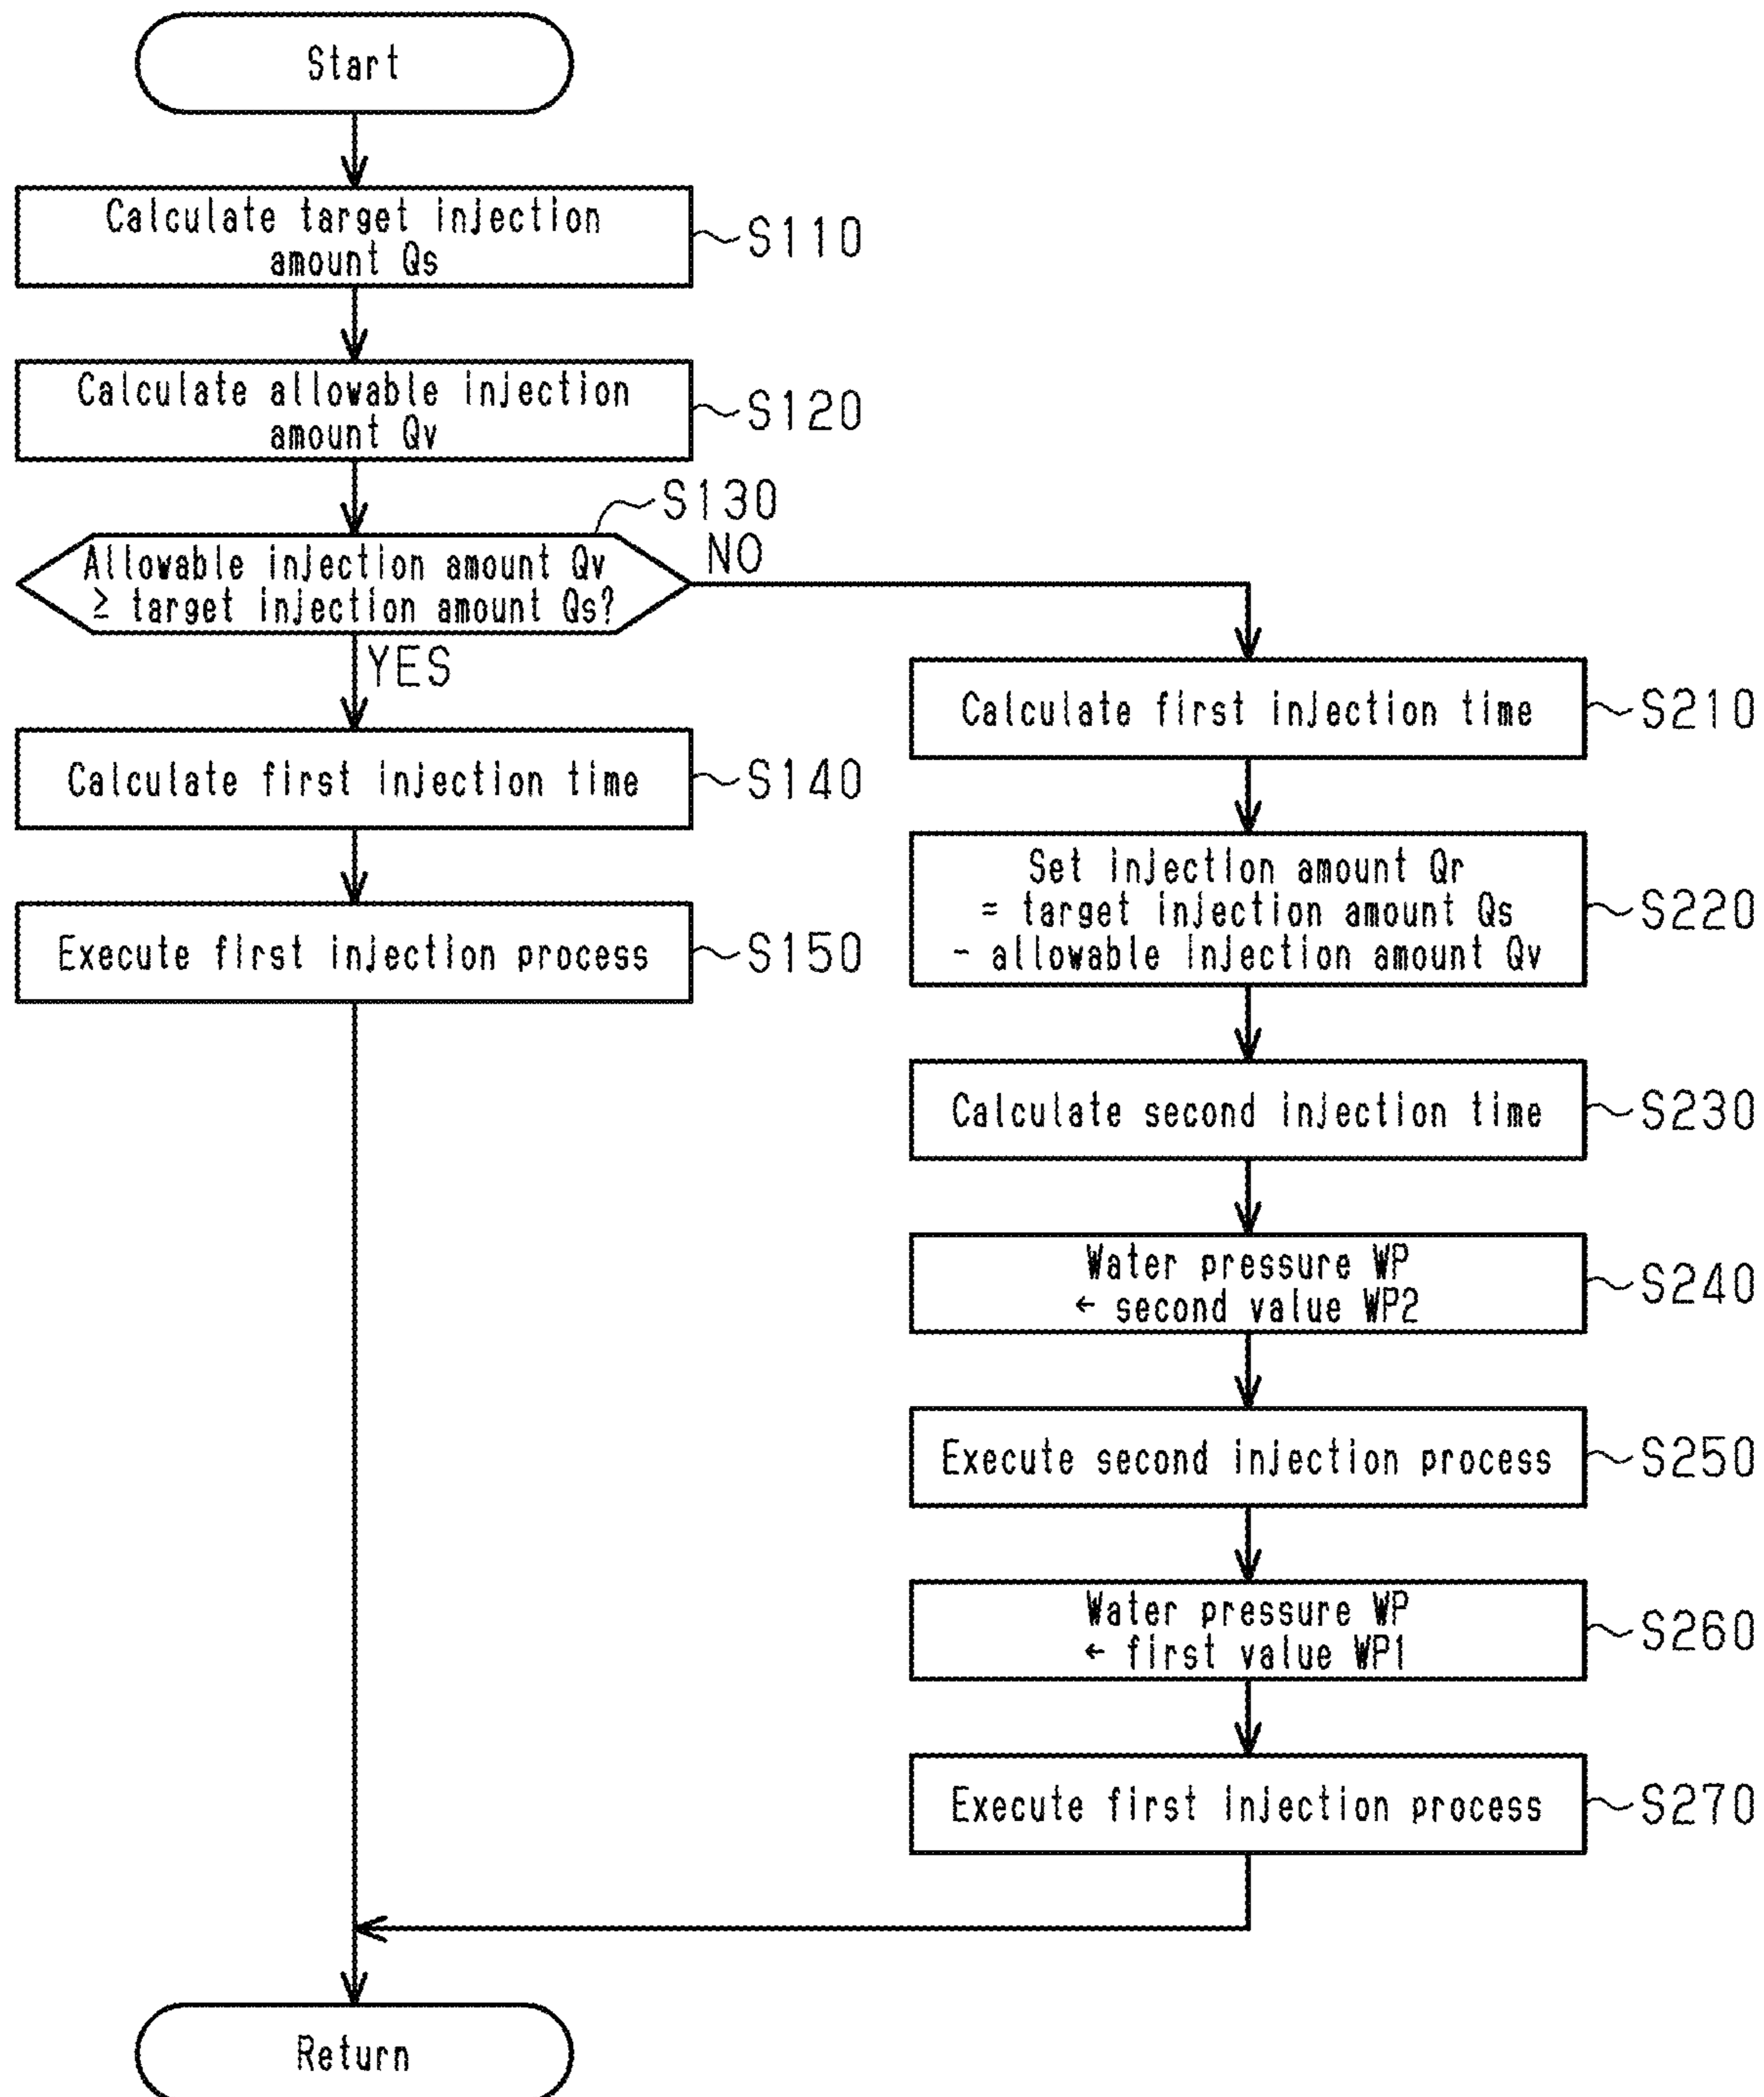 Start
Calculate target injection
amount Qs
S110
Calculate allowable injection
amount Qv
S120
S130
Allowable injection amount Qv
≥ target injection amount Qs?
NO
YES
Calculate first injection time
S140
Execute first injection process
S150
Calculate first injection time
S210
Set injection amount Qr
= target injection amount Qs
- allowable injection amount Qv
S220
Calculate second injection time
S230
Water pressure WP
← second value WP2
S240
Execute second injection process
S250
Water pressure WP
← first value WP1
S260
Execute first injection process
S270
Return